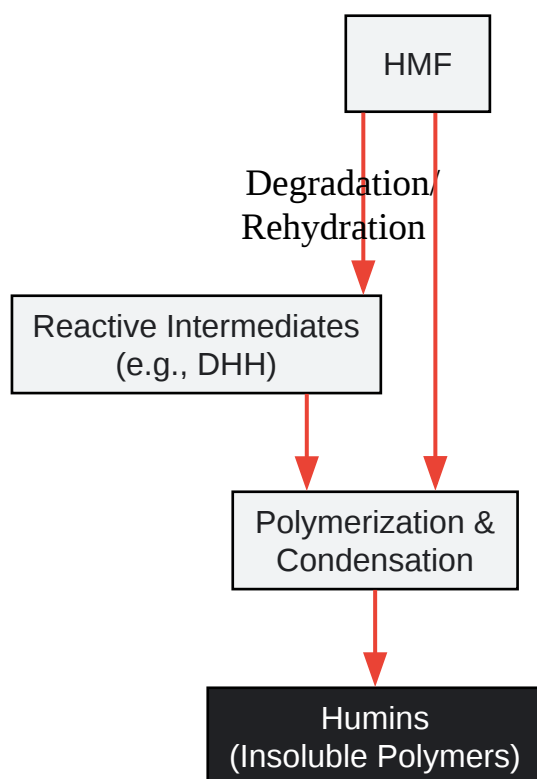 HMF
Degradation/
Rehydration
Reactive Intermediates
(e.g., DHH)
Polymerization &
Condensation
Humins
(Insoluble Polymers)